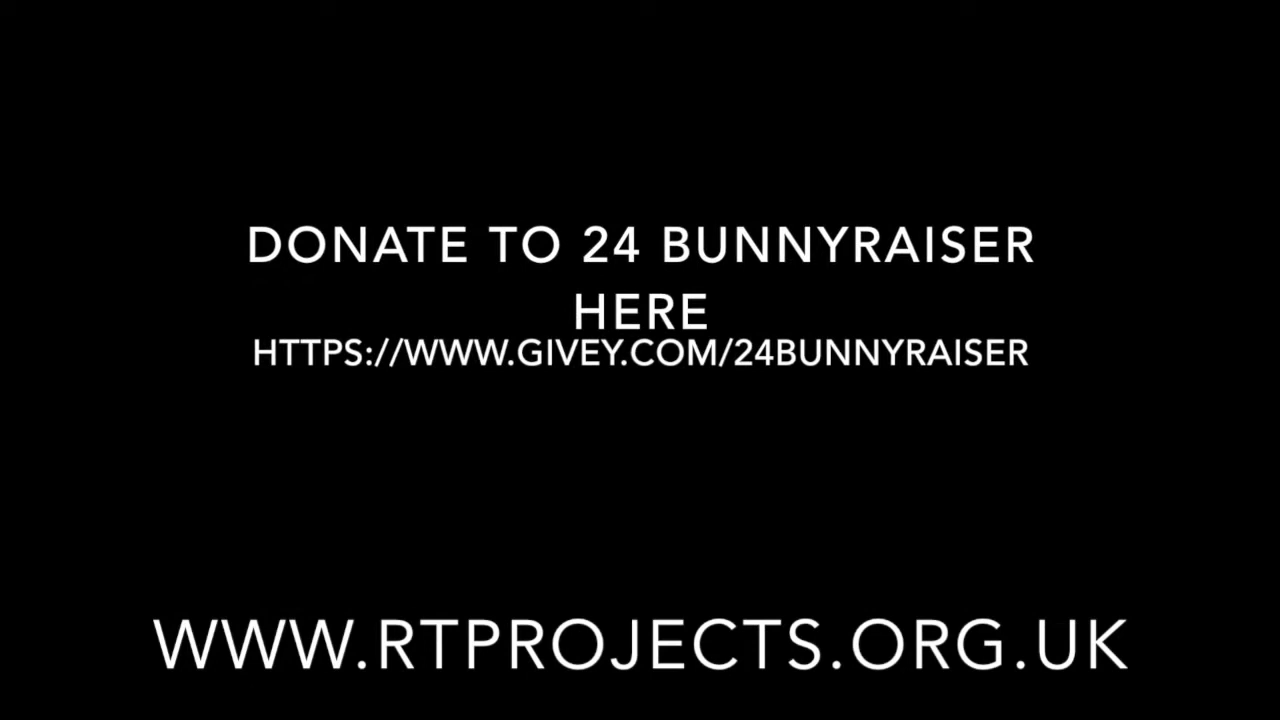 DONATE TO 24 BUNNYRAISER
HERE
HTTPS://WWW.GIVEY.COM/24BUNNYRAISER
WWW.RTPROJECTS.ORG.UK